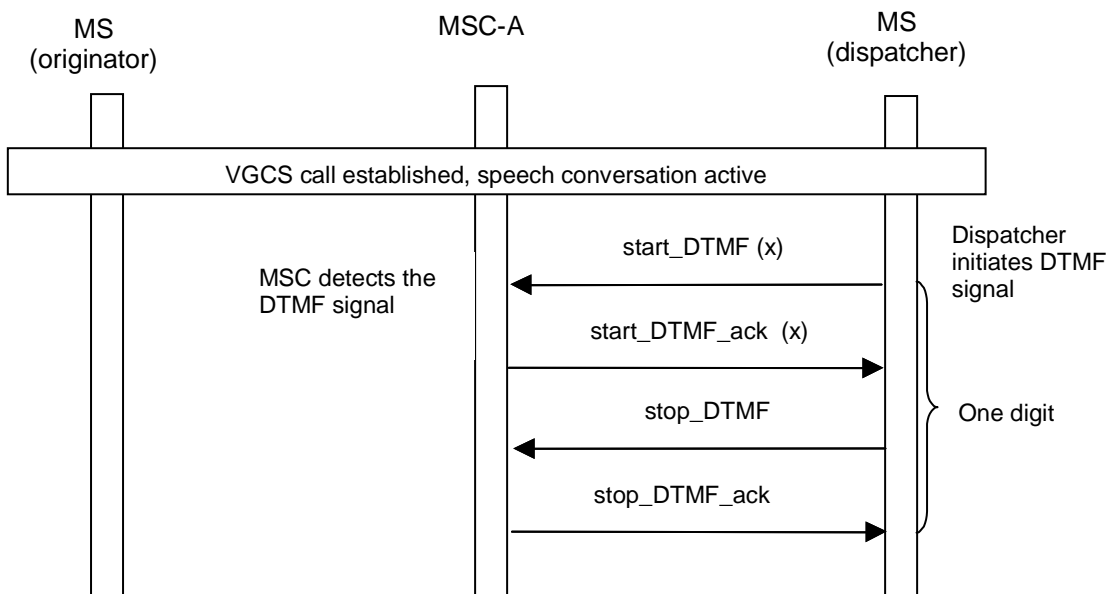 MS
(originator)
MSC-A
MS
(dispatcher)
VGCS call established, speech conversation active
start_DTMF (x)
Dispatcher
initiates DTMF
signal
MSC detects the
DTMF signal
start_DTMF_ack (x)
stop_DTMF
One digit
stop_DTMF_ack